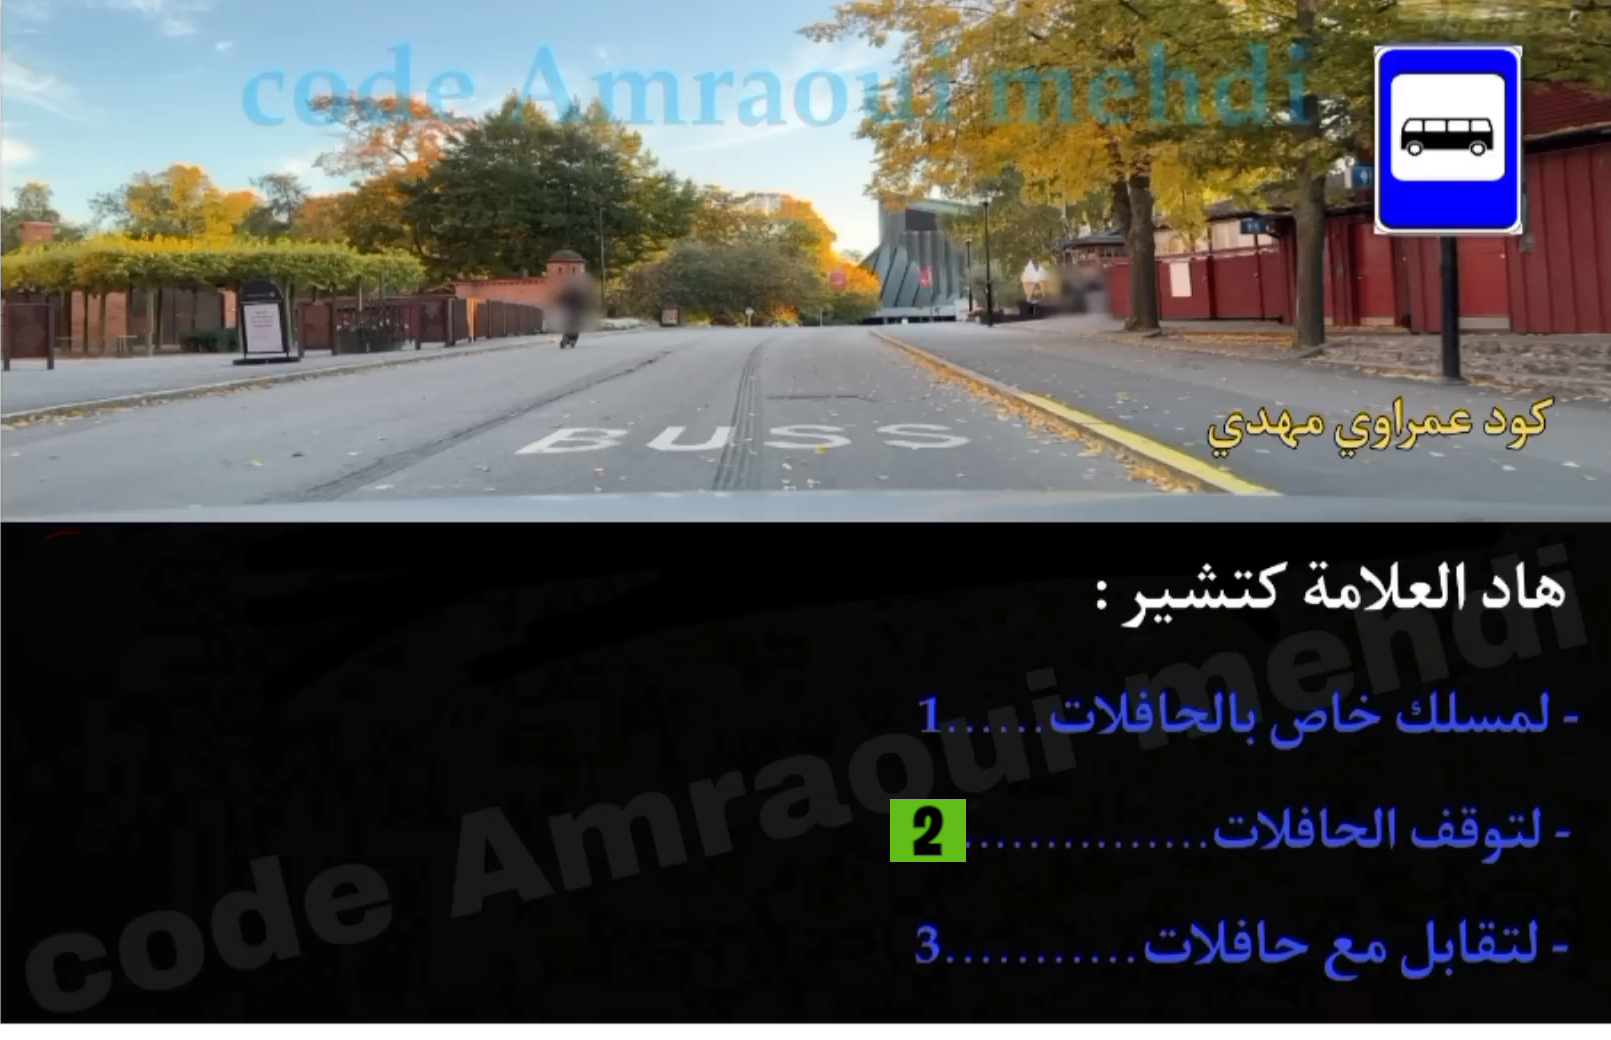 code Amraoui mehdi
BUSS
كود عمراوي مهدي
هاد العلامة كتشير :
- لمسلك خاص بالحافلات......1
- لتوقف الحافلات...............2
- لتقابل مع حافلات...........3
code Amraoui mehdi